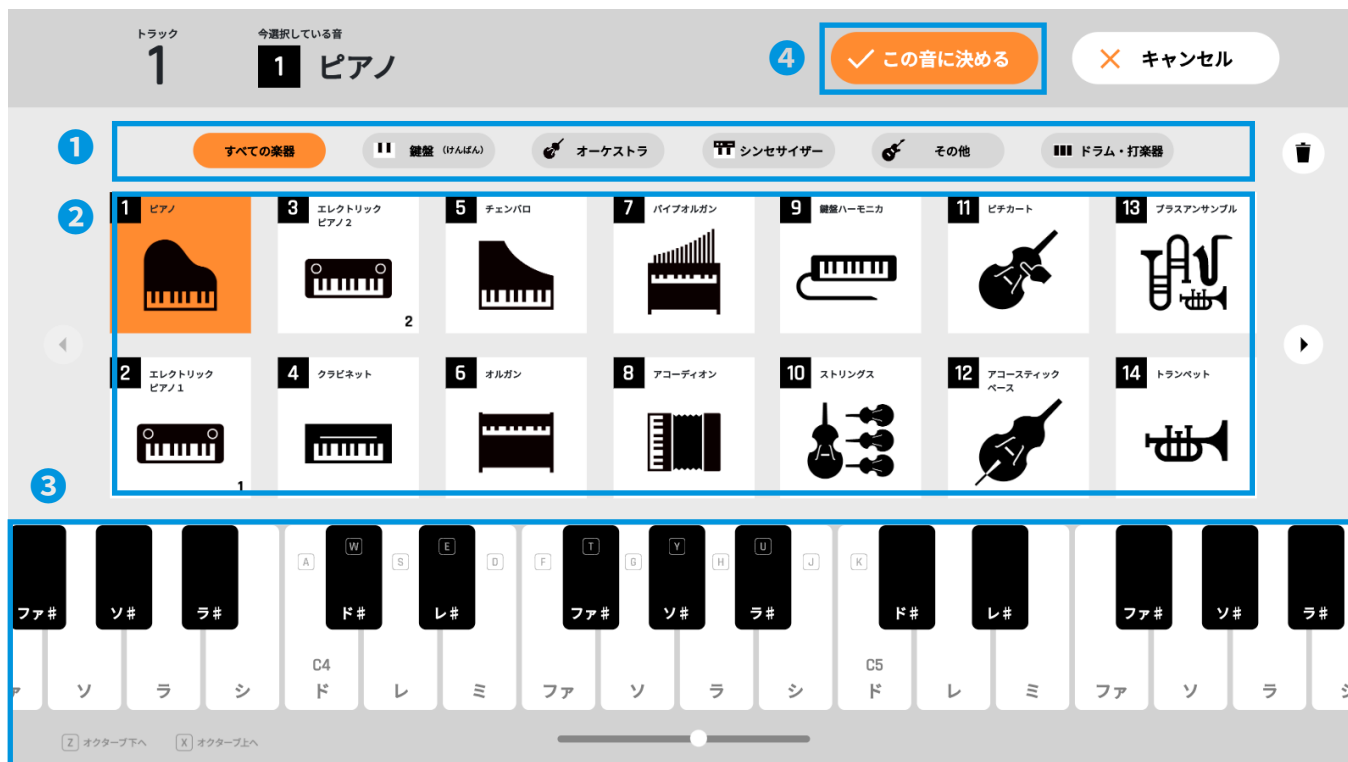 トラック
1
今選択している音
1 ピアノ
4
この音に決める
キャンセル
1
すべての楽器
鍵盤(けんばん)
オーケストラ
シンセサイザー
その他
ドラム・打楽器
2
1 ピアノ
3 エレクトリック
ピアノ2
2
5 チェンバロ
7 パイプオルガン
9 鍵盤ハーモニカ
11 ピチカート
13 ブラスアンサンブル
2 エレクトリック
ピアノ1
1
4 クラビネット
6 オルガン
8 アコーディオン
10 ストリングス
12 アコースティック
ベース
14 トランペット
3
W E T Y U
A S D F G H J K
ファ# ソ# ラ# ド# レ# ファ# ソ# ラ# ド# レ# ファ# ソ# ラ#
C4 C5
ファ ソ ラ シ ド レ ミ ファ ソ ラ シ ド レ ミ ファ ソ ラ シ
Z オクターブ下へ X オクターブ上へ